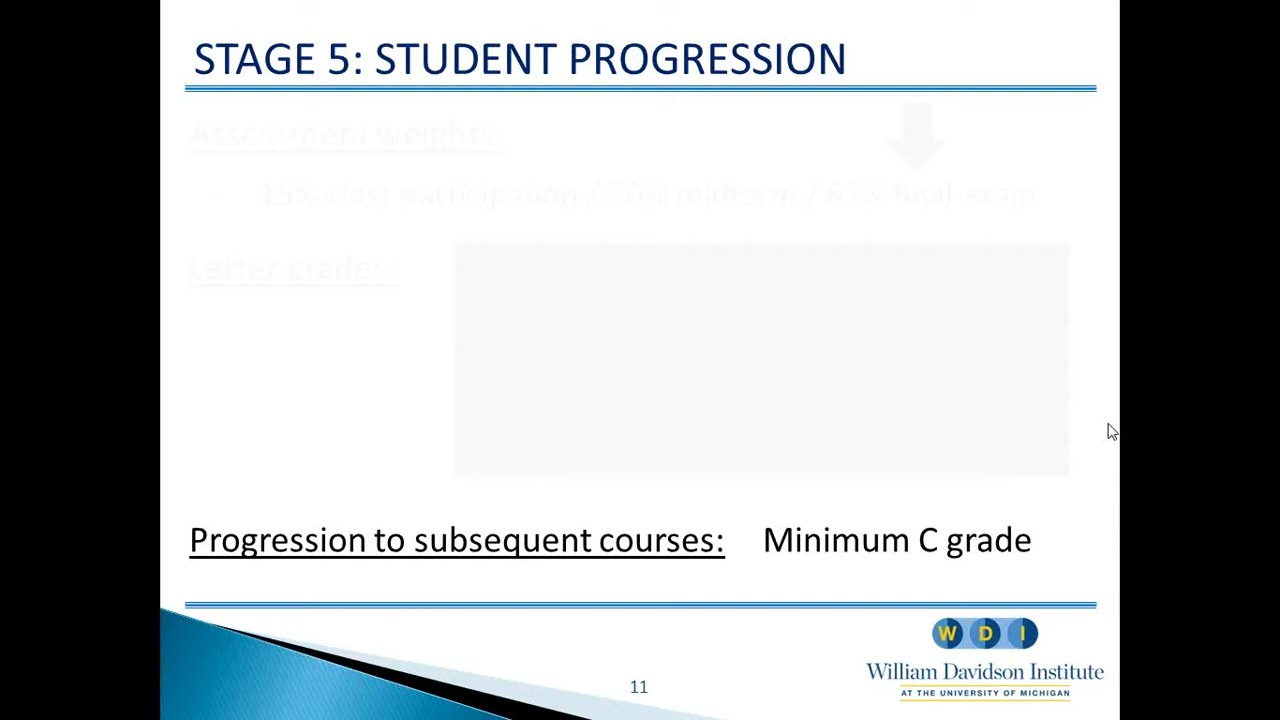 STAGE 5: STUDENT PROGRESSION
Assessment weights:
15% class participation / 20% midterm / 65% final exam
Letter grades:
Progression to subsequent courses: Minimum C grade
11
W D I
William Davidson Institute
AT THE UNIVERSITY OF MICHIGAN